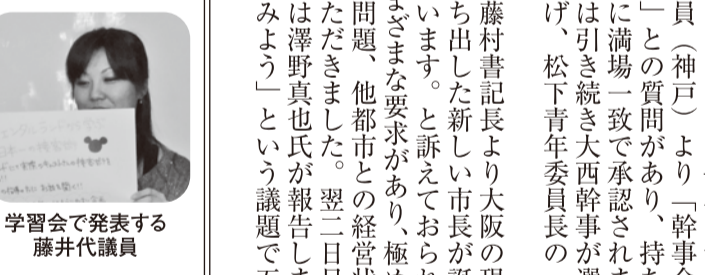 員（神戸）より「幹事会
」との質問があり、持
に満場一致で承認されま
は引き続き大西幹事が選
げ、松下青年委員長の
藤村書記長より大阪の現
ち出した新しい市長が誕
います。と訴えておられ
まざまな要求があり、極め
問題、他都市との経営状
ただきました。翌二日目
は澤野真也氏が報告しま
みよう」という議題で
学習会で発表する
藤井代議員